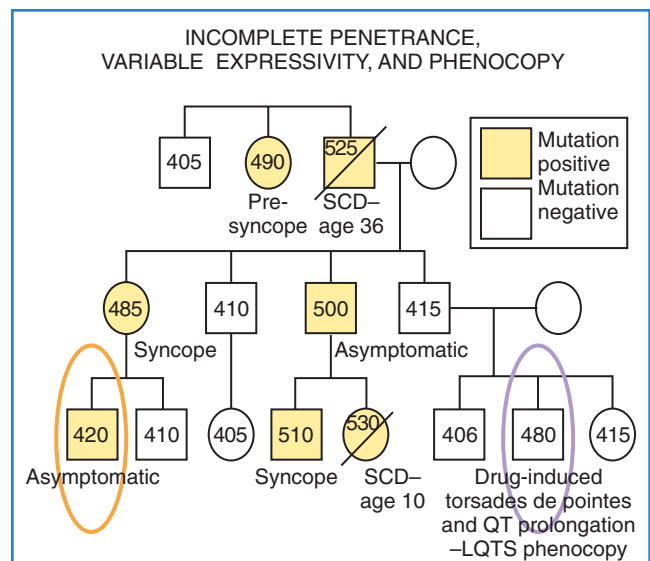 INCOMPLETE PENETRANCE,
VARIABLE EXPRESSIVITY, AND PHENOCOPY
405
490
525
Mutation
positive
Mutation
negative
Pre-
syncope
SCD–
age 36
485
410
500
415
Syncope
Asymptomatic
420
410
405
510
530
406
480
415
Asymptomatic
Syncope
SCD–
age 10
Drug-induced
torsades de pointes
and QT prolongation
–LQTS phenocopy